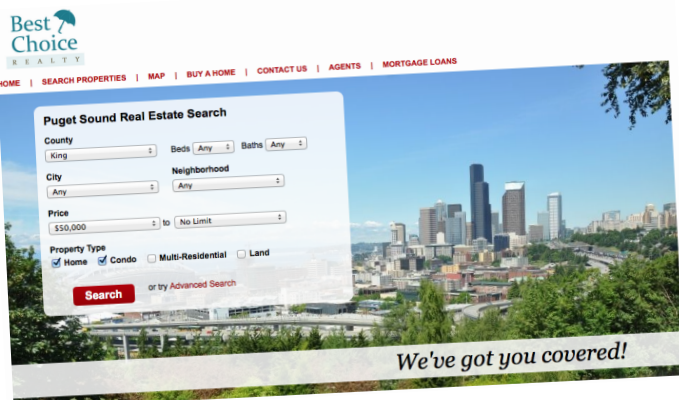 Best
Choice
REALTY
HOME | SEARCH PROPERTIES | MAP | BUY A HOME | CONTACT US | AGENTS | MORTGAGE LOANS
Puget Sound Real Estate Search
County
King Beds Any Baths Any
City Neighborhood
Any Any
Price
$50,000 to No Limit
Property Type
Home Condo Multi-Residential Land
Search or try Advanced Search
We've got you covered!